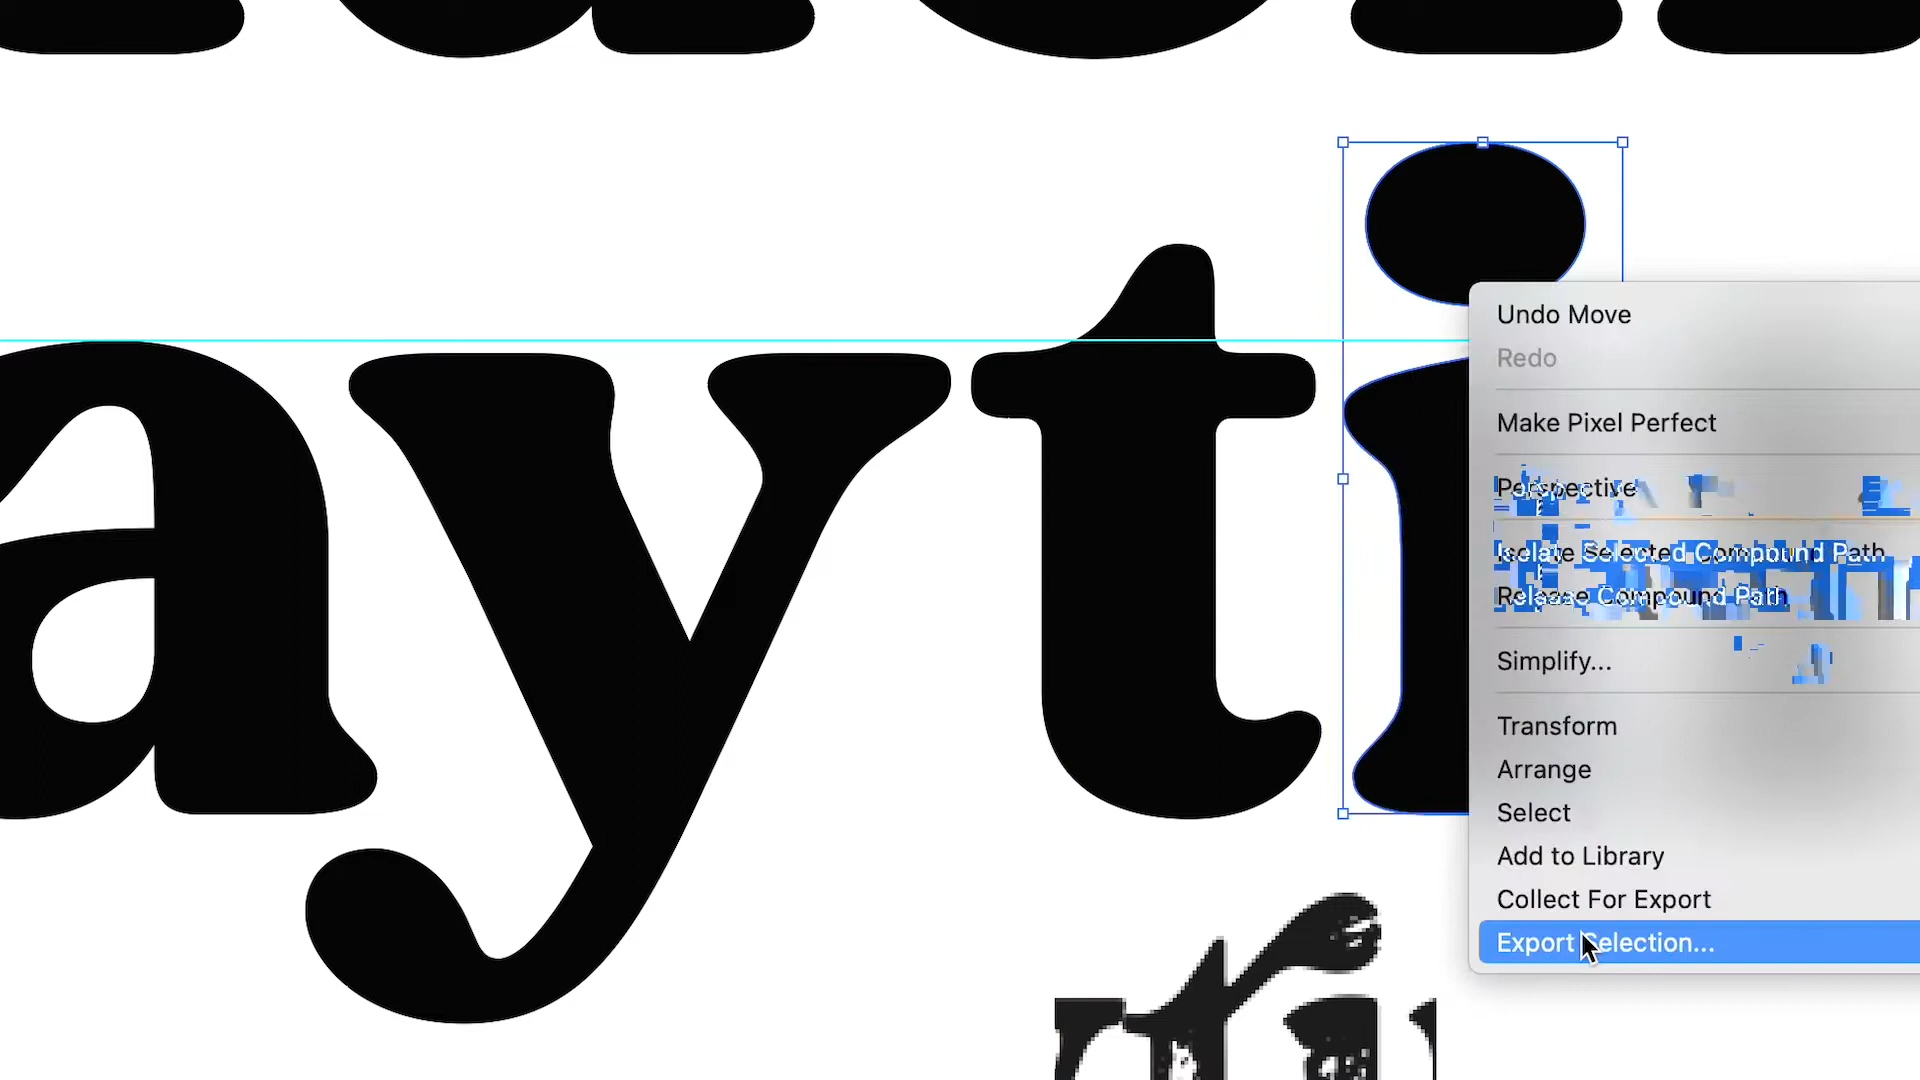 ayti
Undo Move
Redo
Make Pixel Perfect
Perspective
Isolate Selected Compound Path
Release Compound Path
Simplify...
Transform
Arrange
Select
Add to Library
Collect For Export
Export Selection...